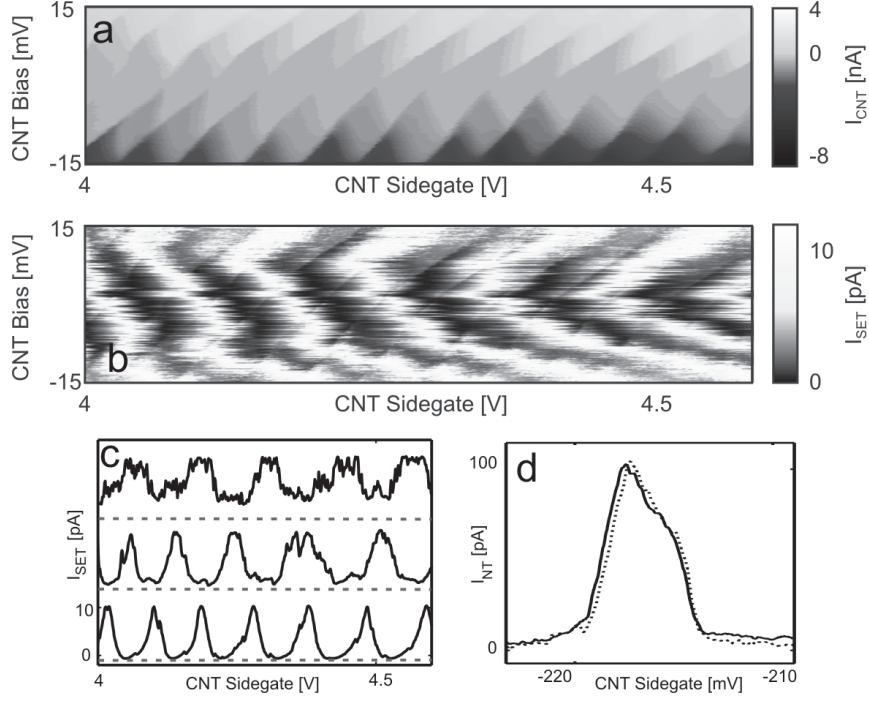 a
15
CNT Bias [mV]
-15
4
CNT Sidegate [V]
4.5
4
0
-8
I_CNT [nA]
b
15
CNT Bias [mV]
-15
4
CNT Sidegate [V]
4.5
10
0
I_SET [pA]
c
I_SET [pA]
10
0
4
CNT Sidegate [V]
4.5
d
100
I_NT [pA]
0
-220
CNT Sidegate [mV]
-210